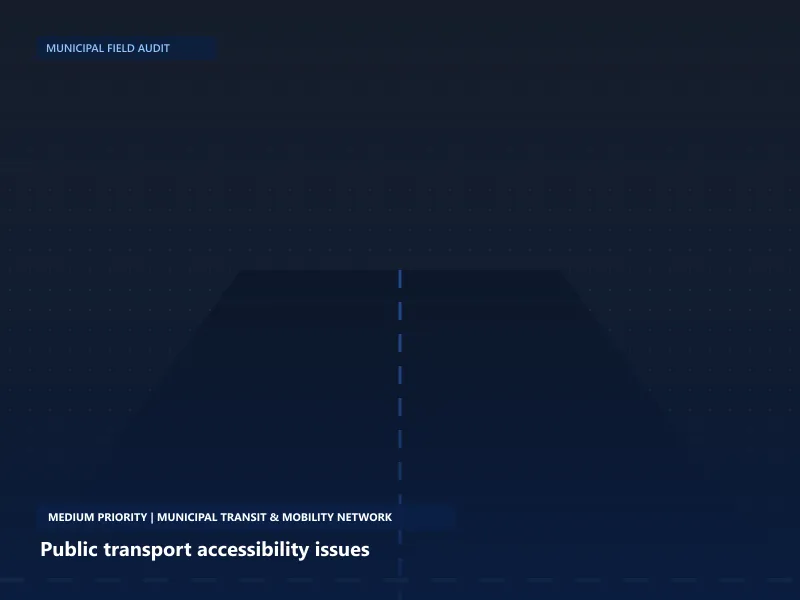 MUNICIPAL FIELD AUDIT
MEDIUM PRIORITY | MUNICIPAL TRANSIT & MOBILITY NETWORK
Public transport accessibility issues